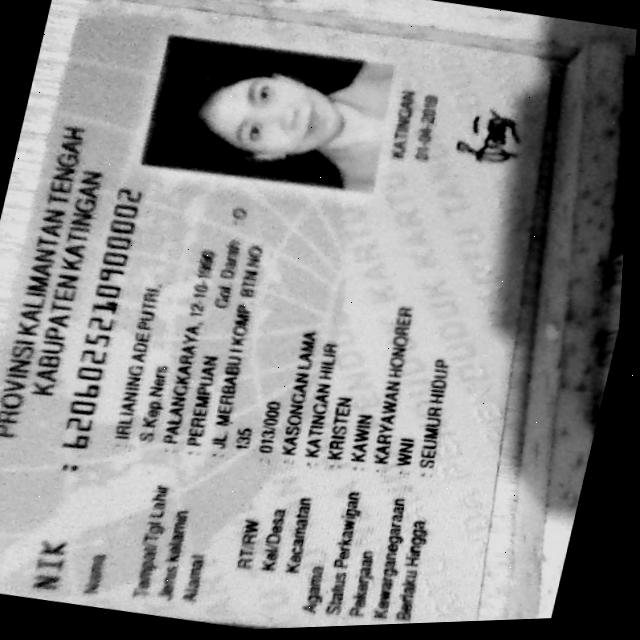 PROVINSI KALIMANTAN TENGAH
KABUPATEN KATINGAN
NIK : 6206025210900002
Nama IRLIANING ADE PUTRI,
S.Kep.Ners
Tempat/Tgl Lahir : PALANGKARAYA,
Jenis kelamin : PEREMPUAN Gol. Darah : O
Alamat : JL. MERBABU I KOMP. BTN NO
135
RT/RW : 013/000
Kel/Desa : KASONGAN LAMA
Kecamatan : KATINGAN HILIR
Agama : KRISTEN
Status Perkawinan : KAWIN
Pekerjaan : KARYAWAN HONORER
Kewarganegaraan : WNI
Berlaku Hingga : SEUMUR HIDUP
KATINGAN
01-08-2019